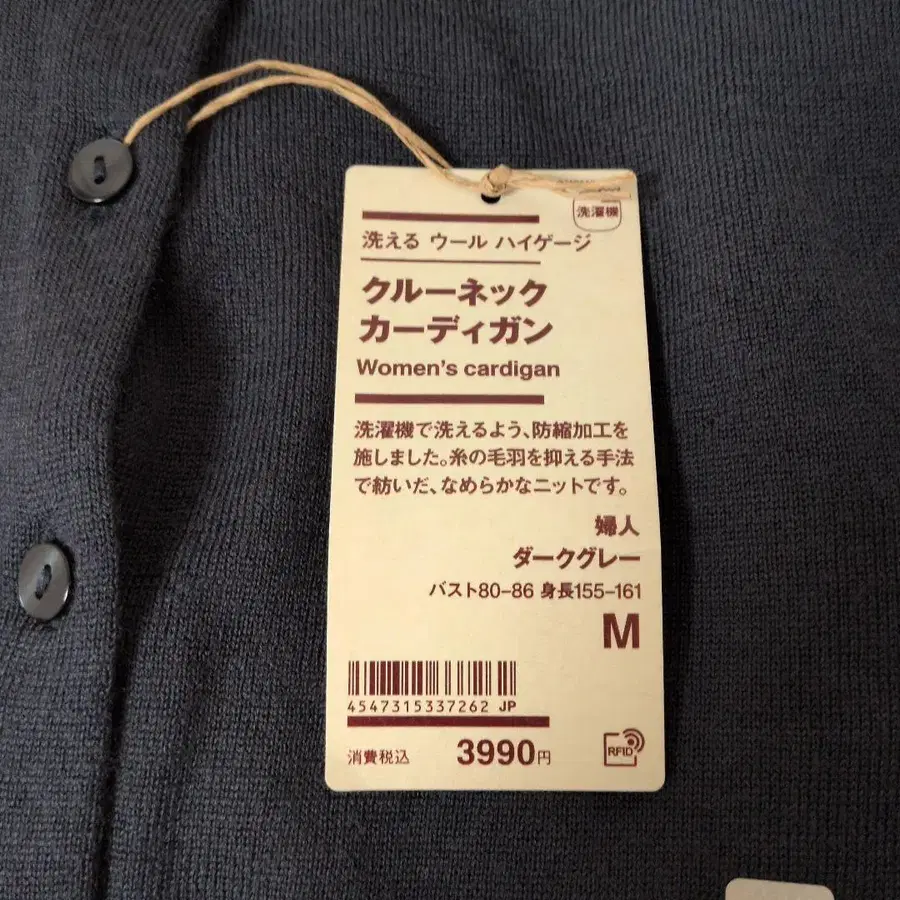 洗濯機
洗える ウール ハイゲージ
クルーネック
カーディガン
Women's cardigan
洗濯機で洗えるよう、防縮加工を
施しました。糸の毛羽を抑える手法
で紡いだ、なめらかなニットです。
婦人
ダークグレー
バスト80–86 身長155–161
M
4547315337262 JP
消費税込 3990円
RFID